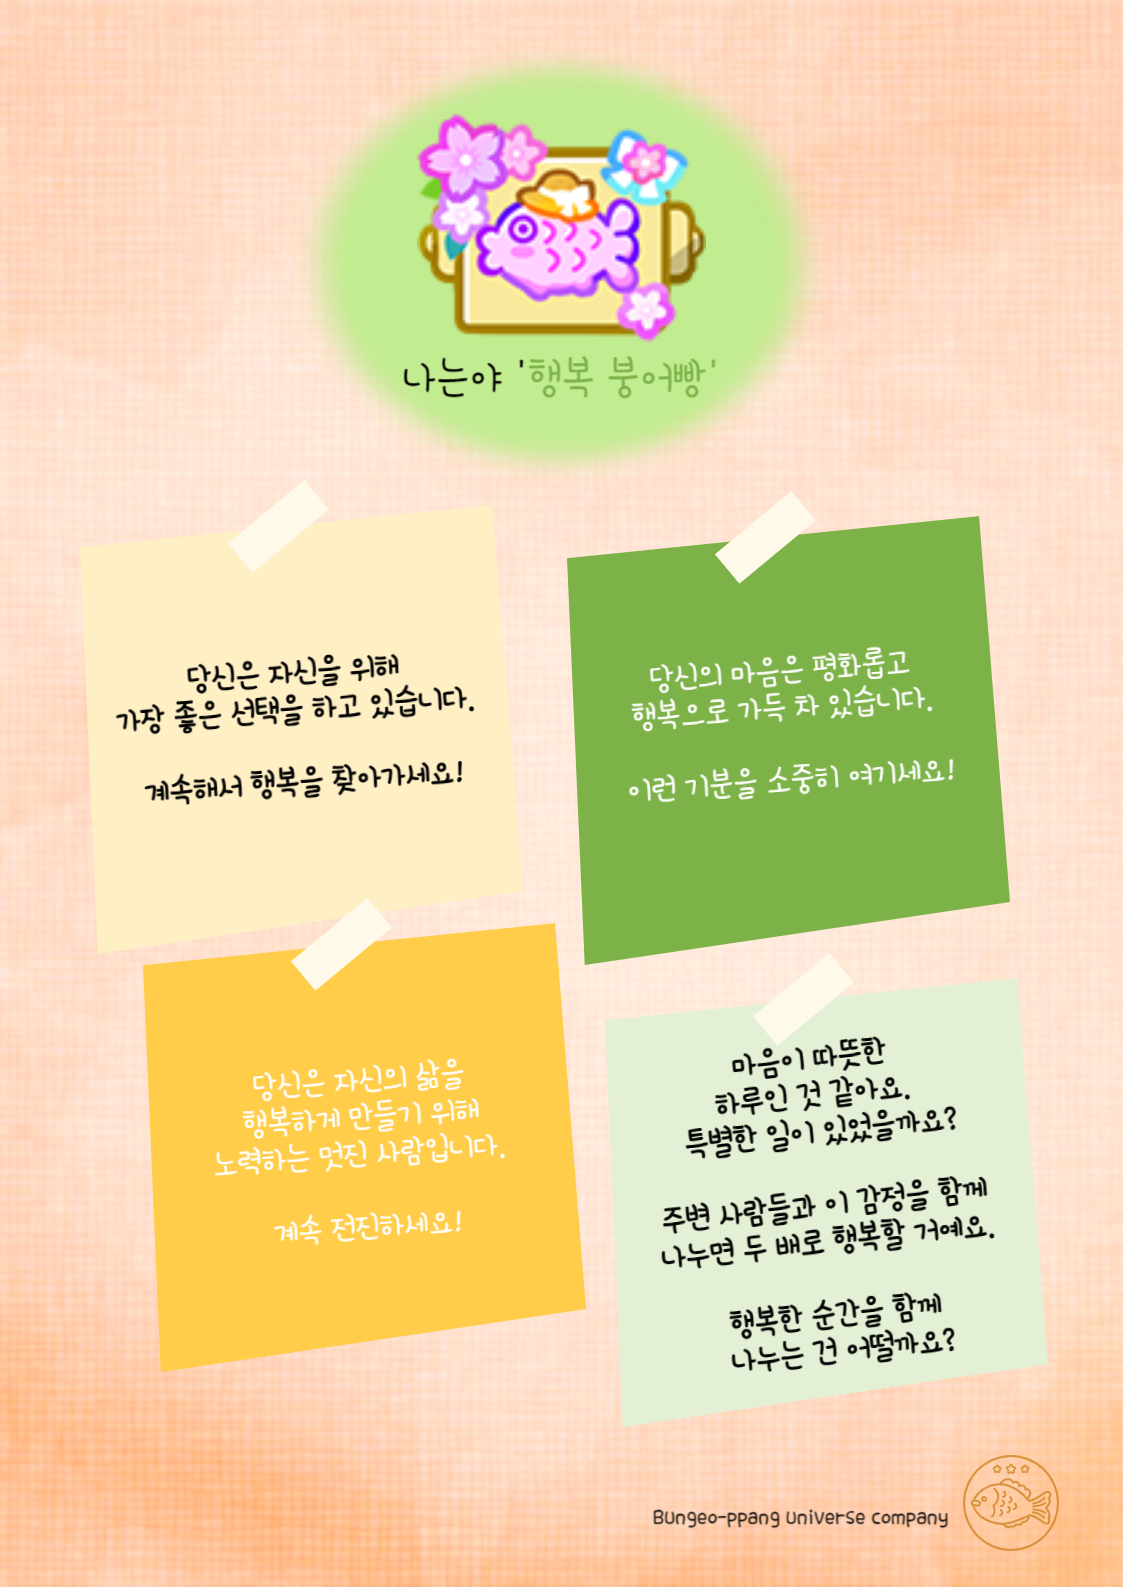 나는야 '행복 붕어빵'
당신은 자신을 위해
가장 좋은 선택을 하고 있습니다.
계속해서 행복을 찾아가세요!
당신의 마음은 평화롭고
행복으로 가득 차 있습니다.
이런 기분을 소중히 여기세요!
당신은 자신의 삶을
행복하게 만들기 위해
노력하는 멋진 사람입니다.
계속 전진하세요!
마음이 따뜻한
하루인 것 같아요.
특별한 일이 있었을까요?
주변 사람들과 이 감정을 함께
나누면 두 배로 행복할 거예요.
행복한 순간을 함께
나누는 건 어떨까요?
BUngeo-ppang UniverSe company